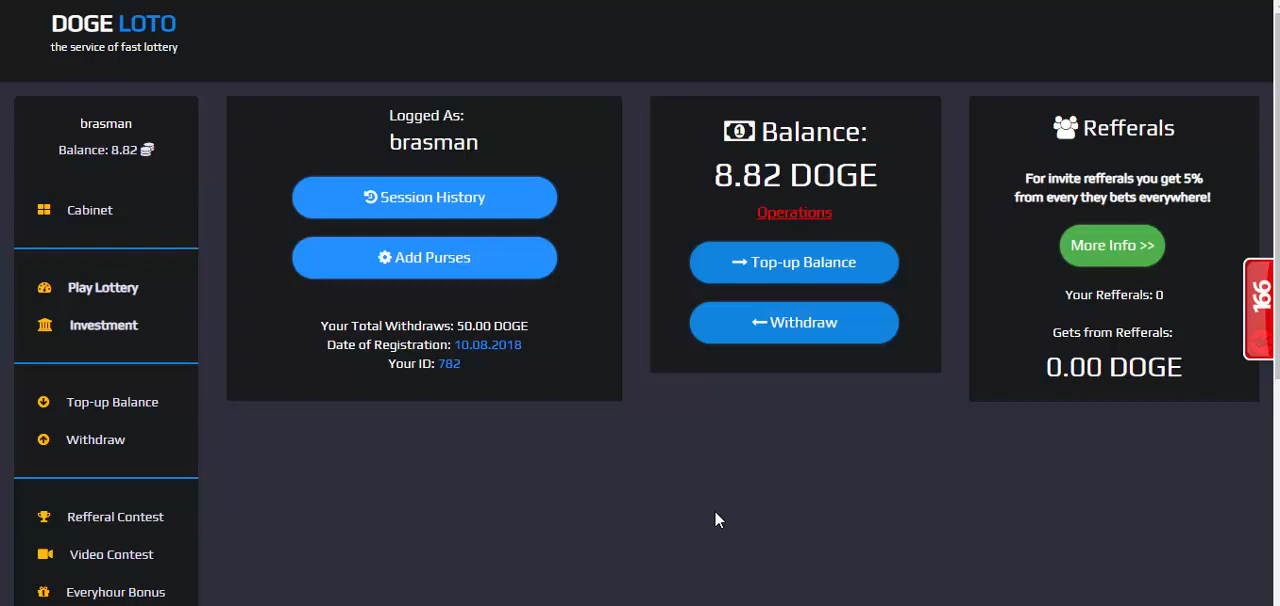 DOGE LOTO
the service of fast lottery
brasman
Balance: 8.82
Cabinet
Play Lottery
Investment
Top-up Balance
Withdraw
Refferal Contest
Video Contest
Everyhour Bonus
Logged As:
brasman
Session History
Add Purses
Your Total Withdraws: 50.00 DOGE
Date of Registration: 10.08.2018
Your ID: 782
Balance:
8.82 DOGE
Operations
Top-up Balance
Withdraw
Refferals
For invite refferals you get 5%
from every they bets everywhere!
More Info >>
Your Refferals: 0
Gets from Refferals:
0.00 DOGE
166